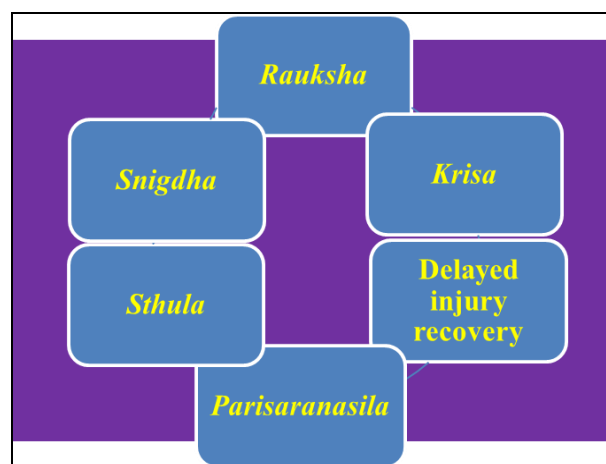 Rauksha
Snigdha
Krisa
Sthula
Delayed
injury
recovery
Parisaranasila